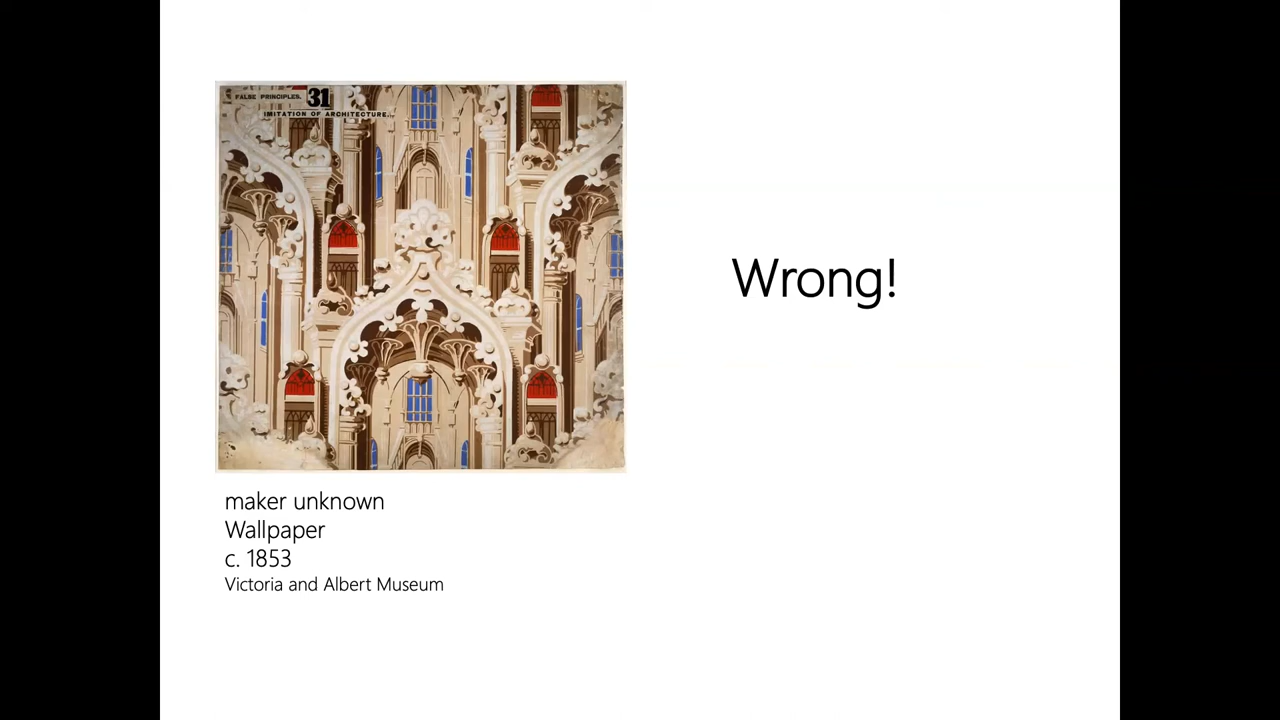 FALSE PRINCIPLES. 31
IMITATION OF ARCHITECTURE...
Wrong!
maker unknown
Wallpaper
c. 1853
Victoria and Albert Museum